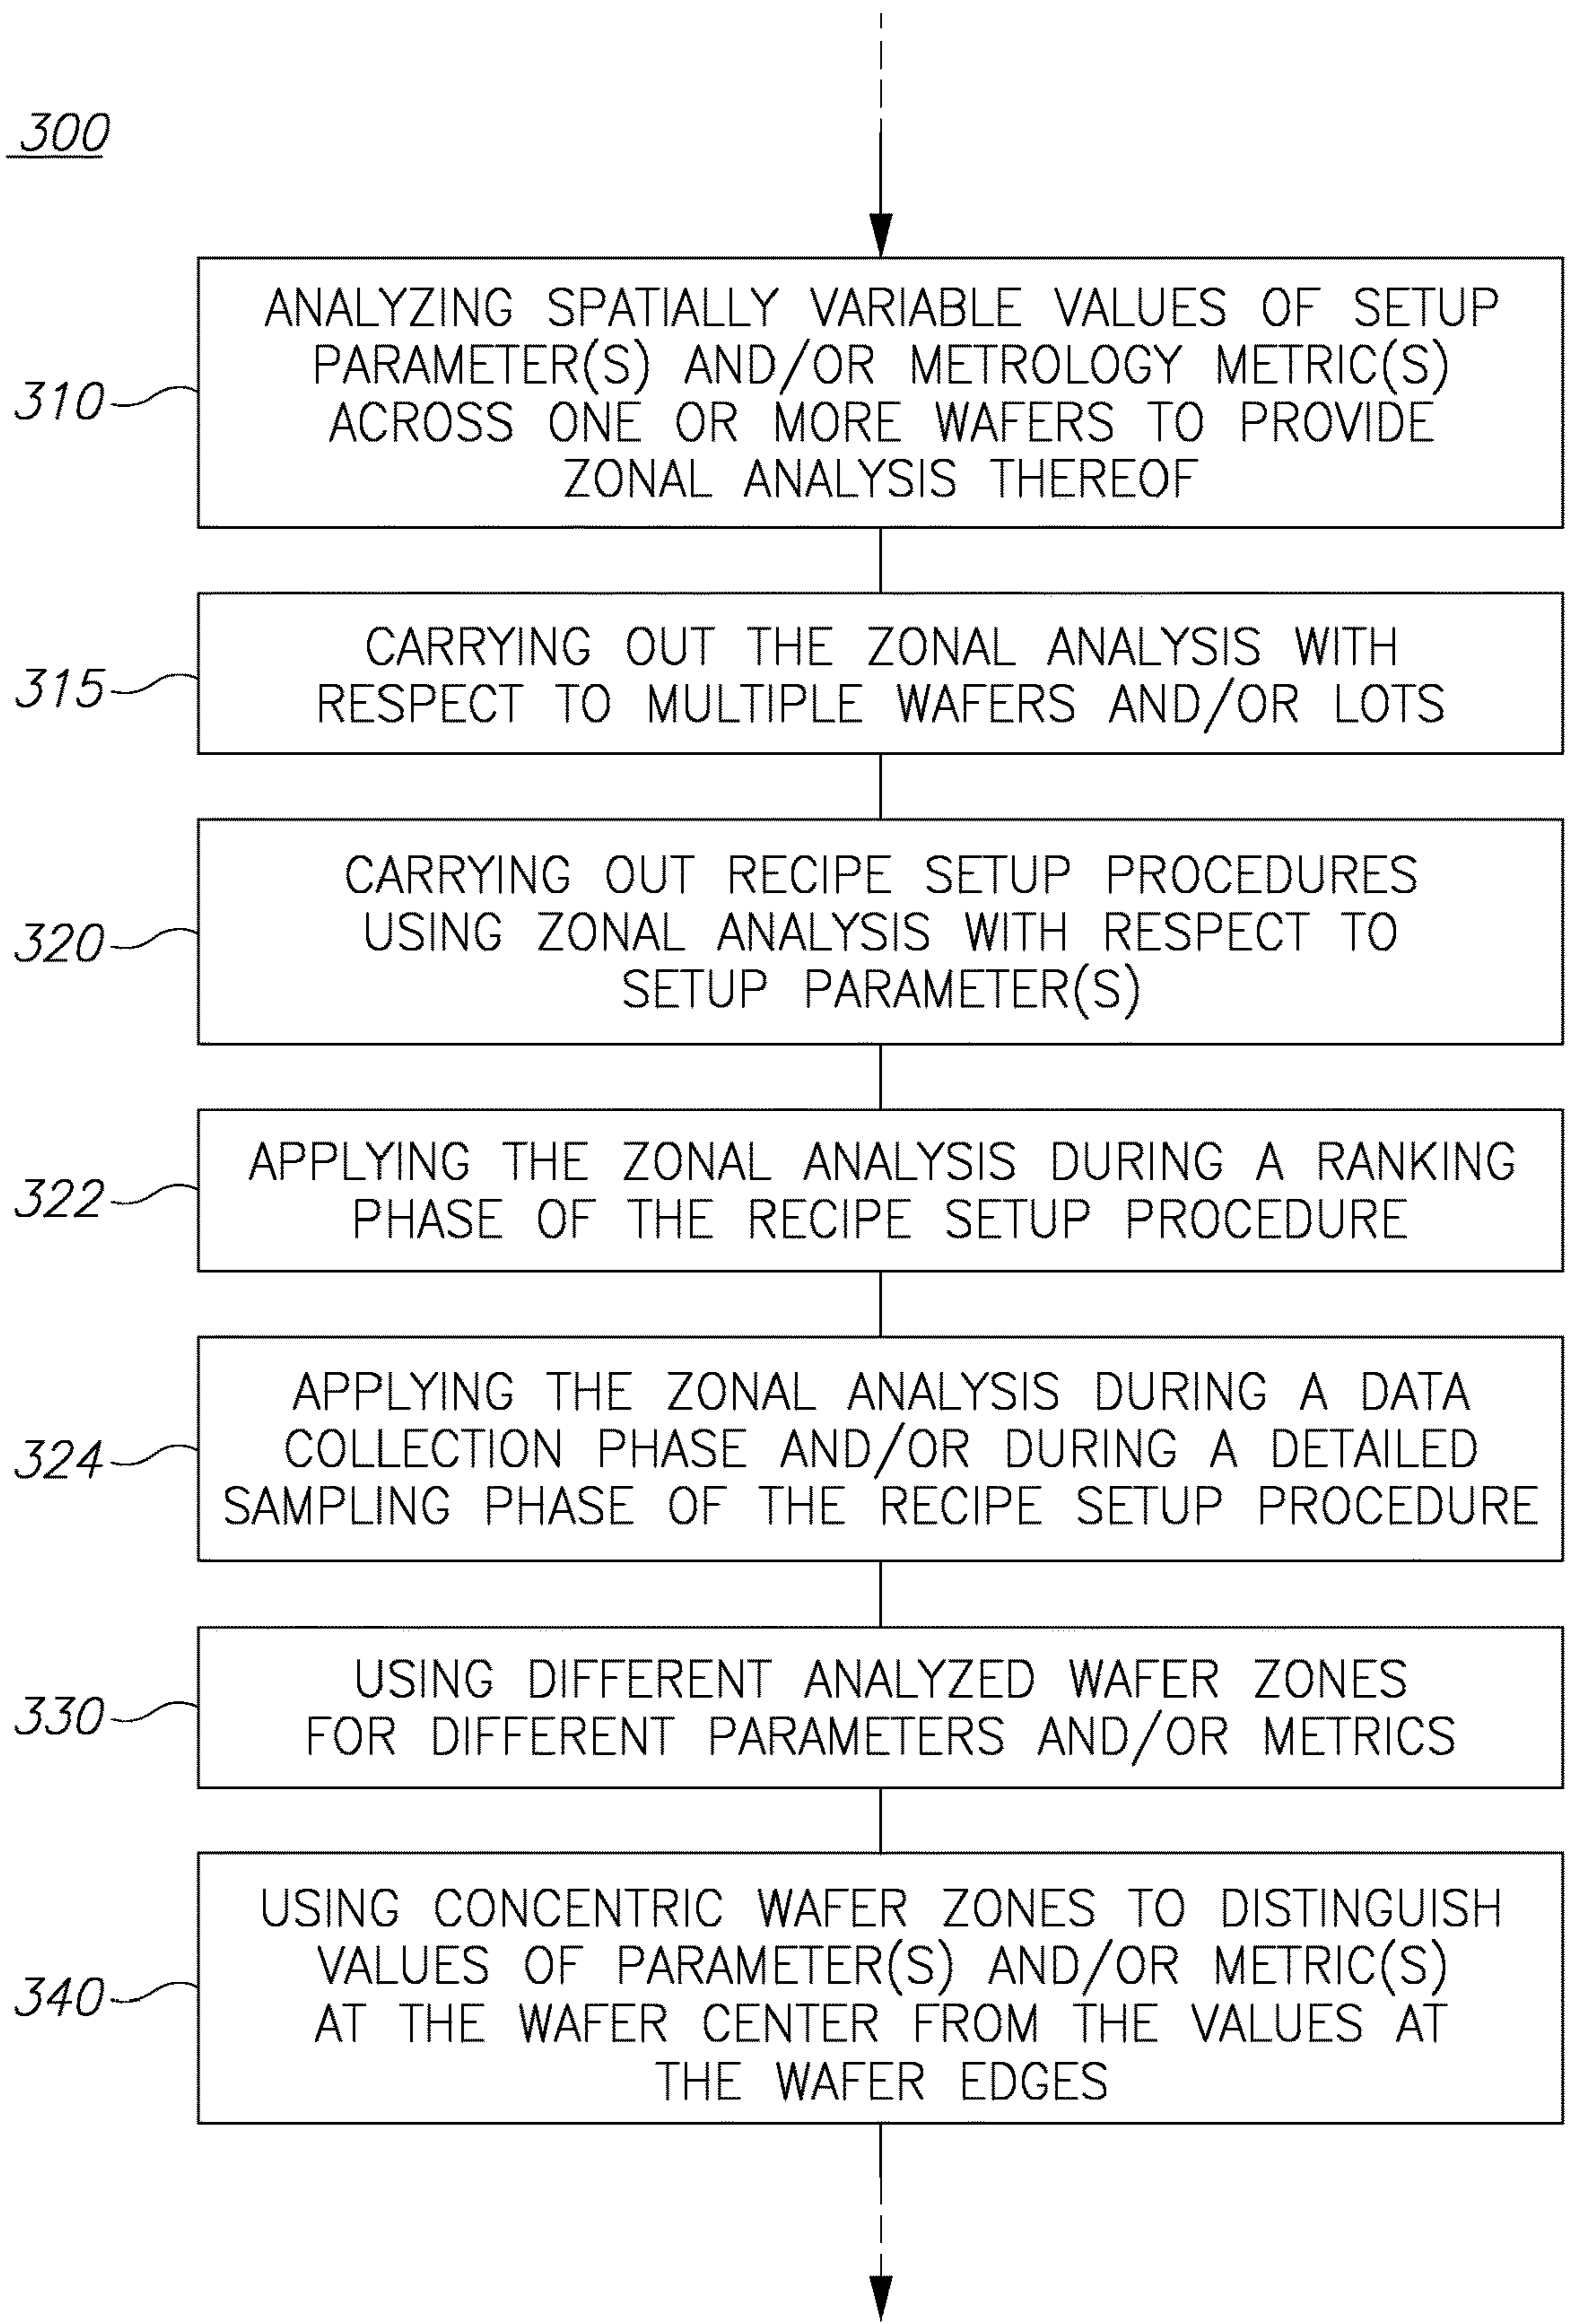 300
310
ANALYZING SPATIALLY VARIABLE VALUES OF SETUP
PARAMETER(S) AND/OR METROLOGY METRIC(S)
ACROSS ONE OR MORE WAFERS TO PROVIDE
ZONAL ANALYSIS THEREOF
315
CARRYING OUT THE ZONAL ANALYSIS WITH
RESPECT TO MULTIPLE WAFERS AND/OR LOTS
320
CARRYING OUT RECIPE SETUP PROCEDURES
USING ZONAL ANALYSIS WITH RESPECT TO
SETUP PARAMETER(S)
322
APPLYING THE ZONAL ANALYSIS DURING A RANKING
PHASE OF THE RECIPE SETUP PROCEDURE
324
APPLYING THE ZONAL ANALYSIS DURING A DATA
COLLECTION PHASE AND/OR DURING A DETAILED
SAMPLING PHASE OF THE RECIPE SETUP PROCEDURE
330
USING DIFFERENT ANALYZED WAFER ZONES
FOR DIFFERENT PARAMETERS AND/OR METRICS
340
USING CONCENTRIC WAFER ZONES TO DISTINGUISH
VALUES OF PARAMETER(S) AND/OR METRIC(S)
AT THE WAFER CENTER FROM THE VALUES AT
THE WAFER EDGES